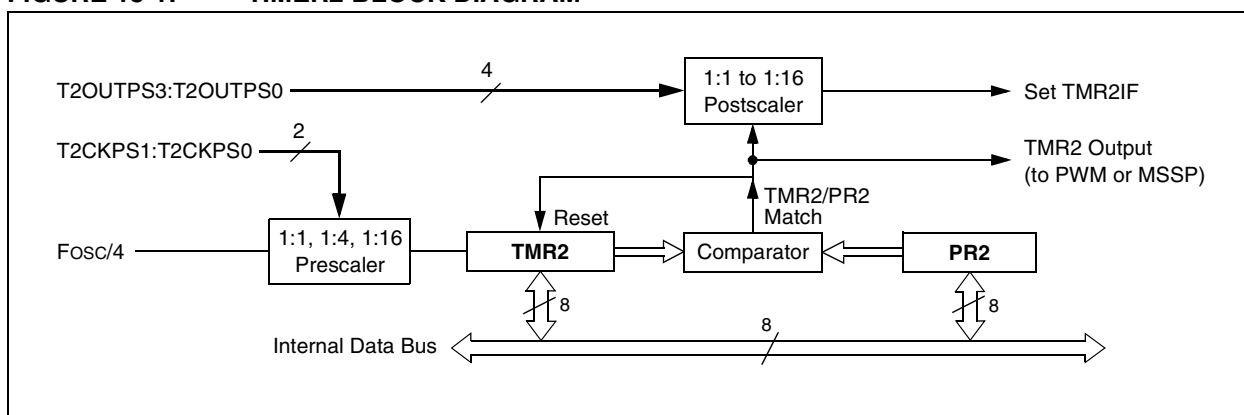 T2OUTPS3:T2OUTPS0
4
1:1 to 1:16
Postscaler
Set TMR2IF
T2CKPS1:T2CKPS0
2
TMR2 Output
(to PWM or MSSP)
TMR2/PR2
Match
Reset
FOSC/4
1:1, 1:4, 1:16
Prescaler
TMR2
Comparator
PR2
8
8
8
Internal Data Bus